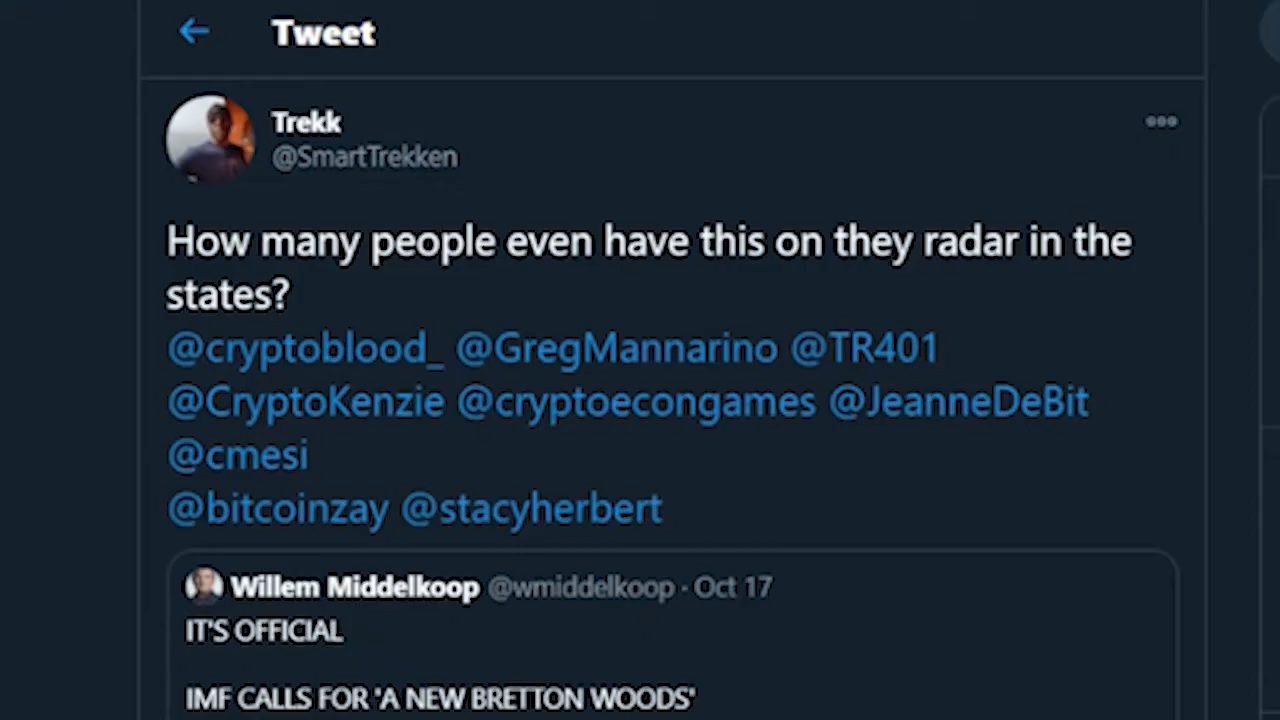 Tweet
Trekk
@SmartTrekken
How many people even have this on they radar in the
states?
@cryptoblood_ @GregMannarino @TR401
@CryptoKenzie @cryptoecongames @JeanneDeBit
@cmesi
@bitcoinzay @stacyherbert
Willem Middelkoop @wmiddelkoop · Oct 17
IT'S OFFICIAL
IMF CALLS FOR 'A NEW BRETTON WOODS'